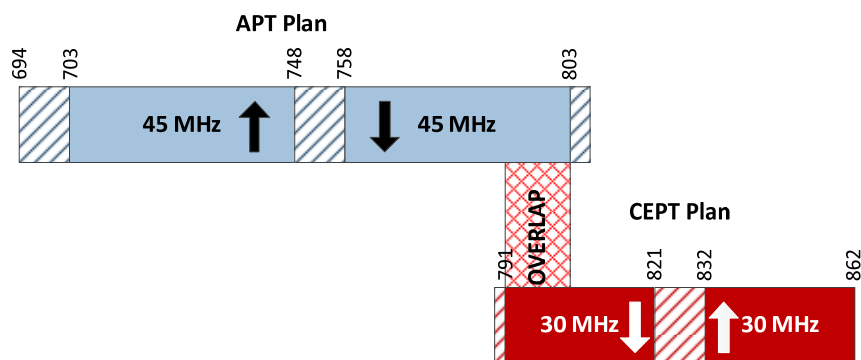 APT Plan
694
703
748
758
803
45 MHz
45 MHz
OVERLAP
CEPT Plan
791
821
832
862
30 MHz
30 MHz